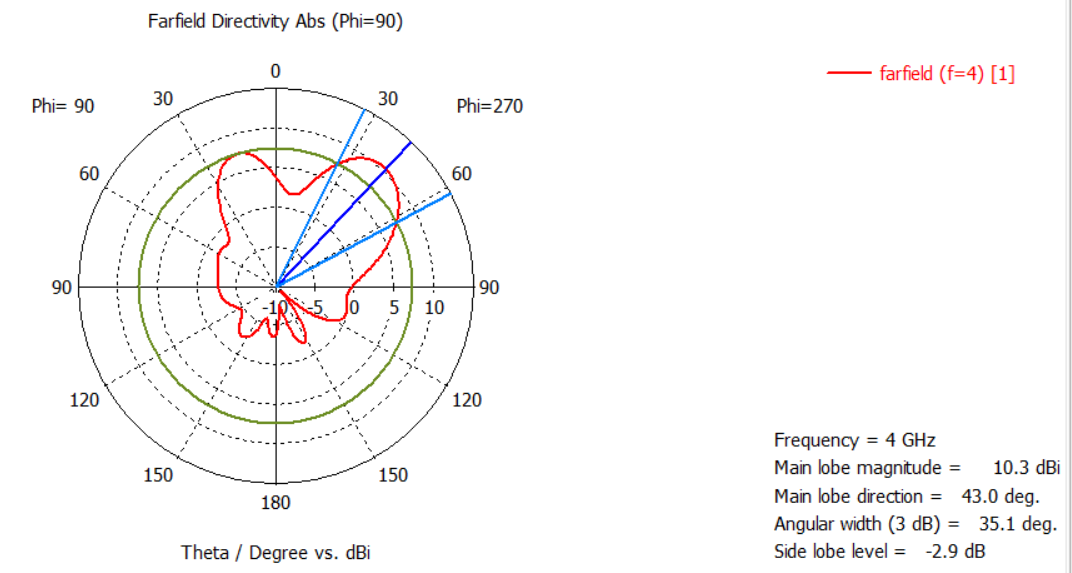 Farfield Directivity Abs (Phi=90)
farfield (f=4) [1]
0
Phi= 90
30
30
Phi=270
60
60
90
-10
-5
0
5
10
90
120
120
150
150
180
Theta / Degree vs. dBi
Frequency = 4 GHz
Main lobe magnitude = 10.3 dBi
Main lobe direction = 43.0 deg.
Angular width (3 dB) = 35.1 deg.
Side lobe level = -2.9 dB